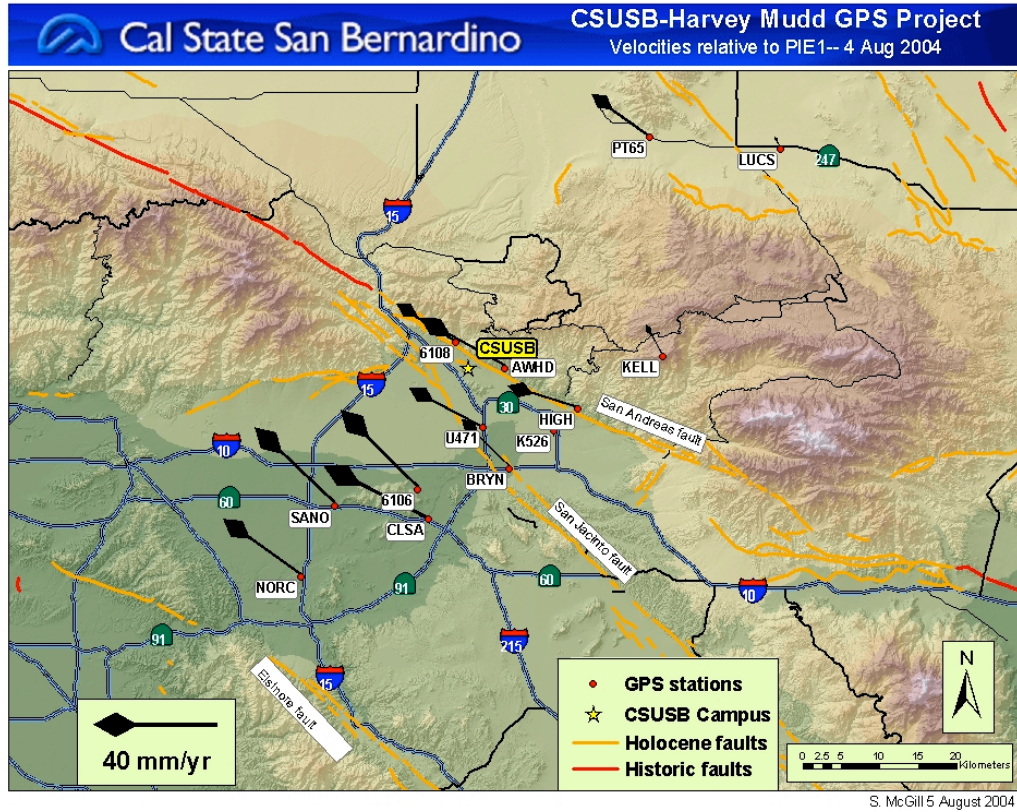 Cal State San Bernardino
CSUSB-Harvey Mudd GPS Project
Velocities relative to PIE1-- 4 Aug 2004
PT65
LUCS
247
15
6108
CSUSB
AWHD
KELL
15
30
HIGH
San Andreas fault
U471
K526
10
BRYN
60
6106
SANO
CLSA
San Jacinto fault
NORC
91
60
10
91
215
15
Elsinore fault
N
GPS stations
CSUSB Campus
Holocene faults
Historic faults
40 mm/yr
0 2.5 5 10 15 20
Kilometers
S. McGill 5 August 2004